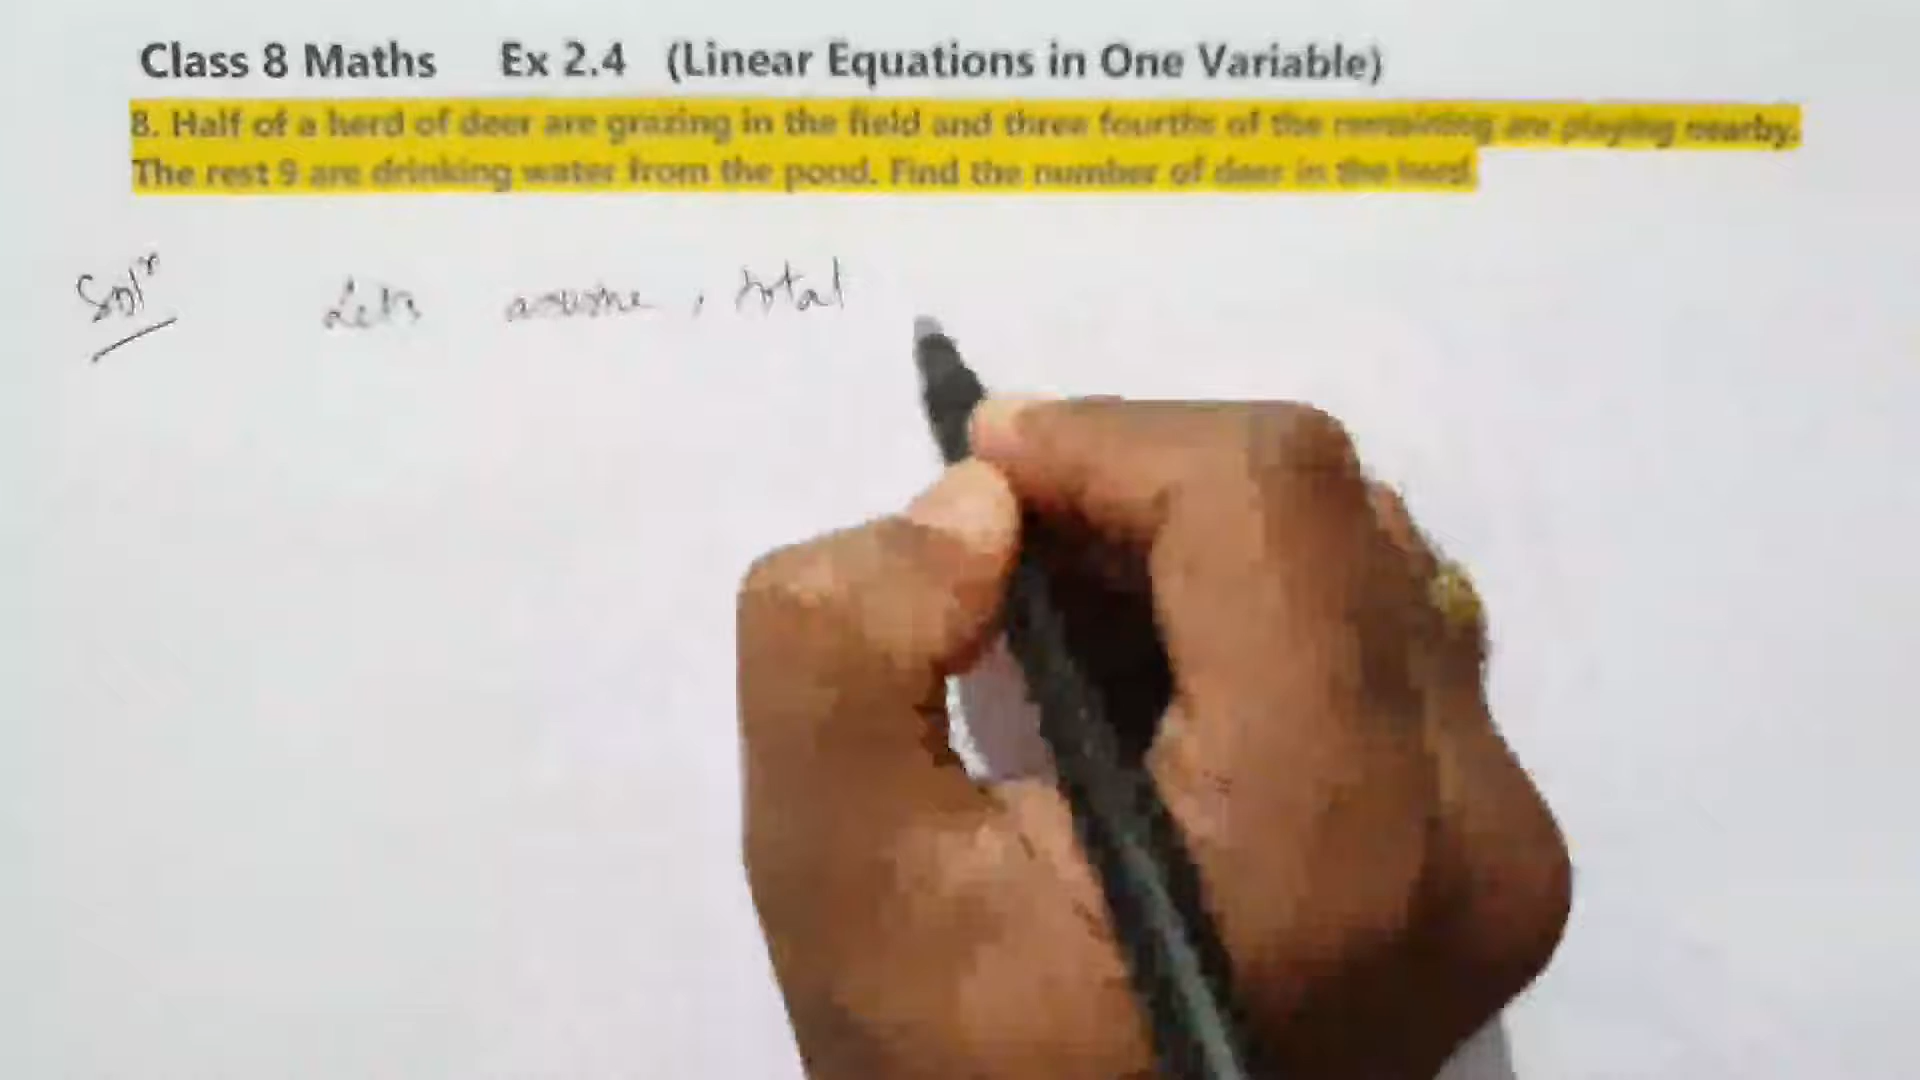 Class 8 Maths Ex 2.4 (Linear Equations in One Variable)
8. Half of a herd of deer are grazing in the field and three fourths of the remaining are playing nearby.
The rest 9 are drinking water from the pond. Find the number of deer in the herd.
Solⁿ Lets assume, total